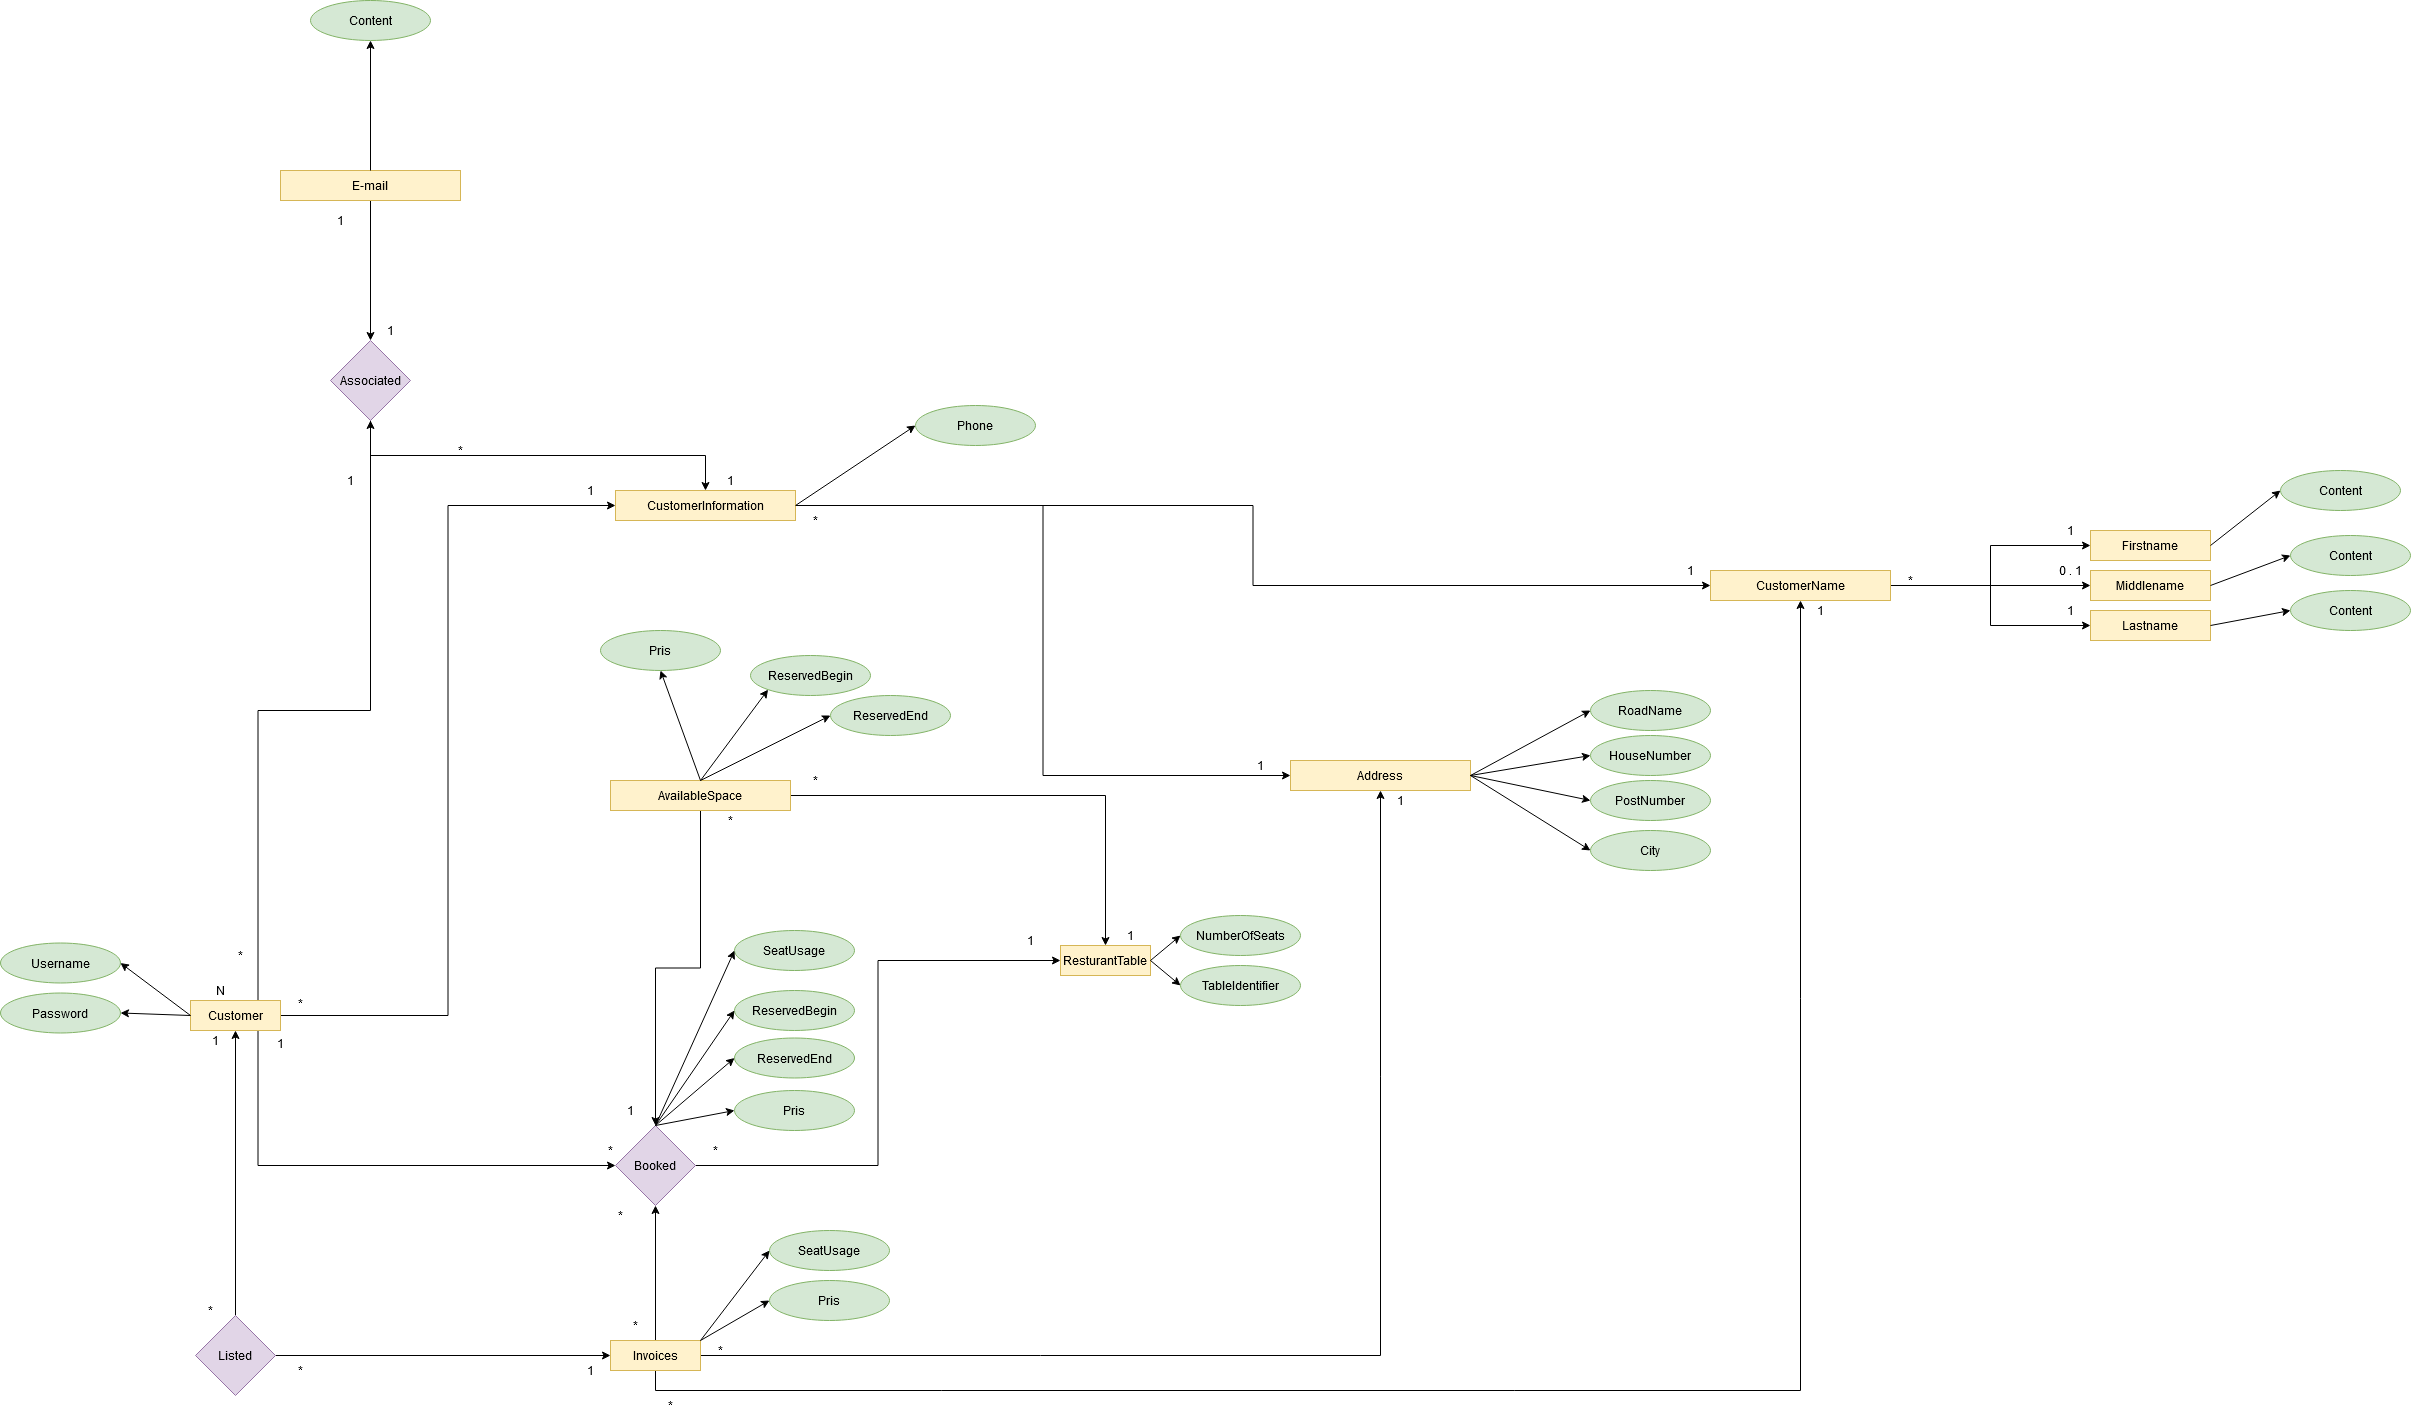 Content
E-mail
1
1
Associated
Phone
*
1
1
1
CustomerInformation
*
Content
1
Firstname
Content
1
0 . 1
CustomerName
*
Middlename
1
1
Content
Lastname
Pris
ReservedBegin
ReservedEnd
RoadName
HouseNumber
1
Address
*
AvailableSpace
*
1
PostNumber
City
NumberOfSeats
1
1
SeatUsage
*
ResturantTable
Username
TableIdentifier
N
*
Password
Customer
ReservedBegin
1
1
ReservedEnd
1
Pris
*
*
Booked
*
SeatUsage
Pris
*
*
Listed
*
1
Invoices
*
*